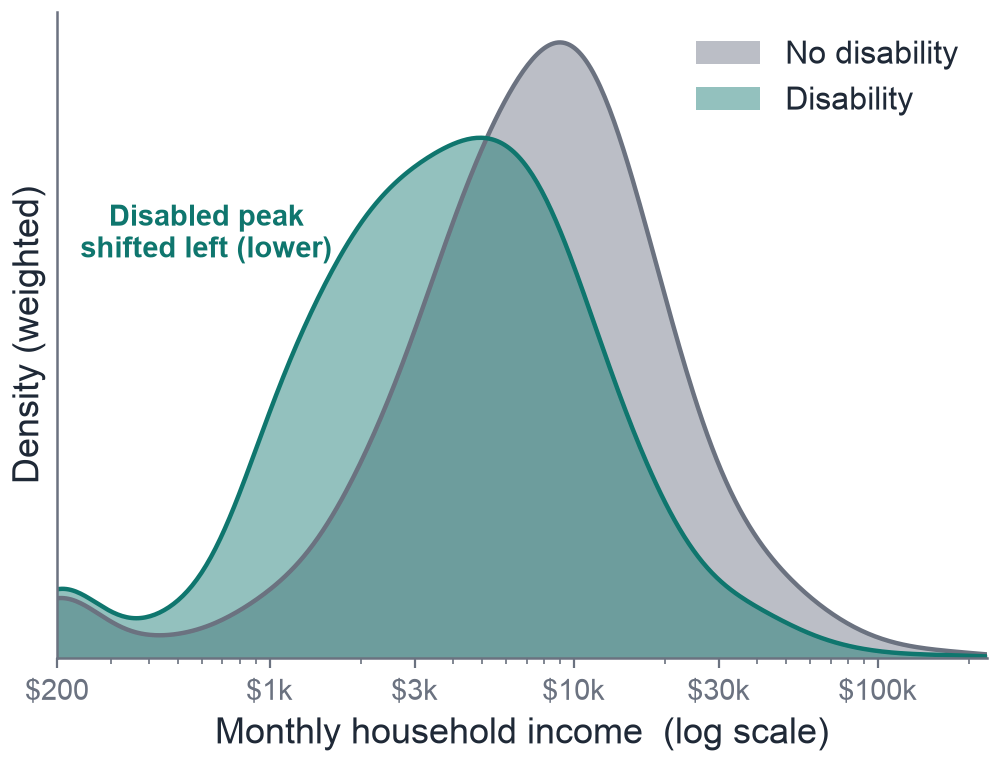 No disability
Disability
Disabled peak
shifted left (lower)
Density (weighted)
$200
$1k
$3k
$10k
$30k
$100k
Monthly household income  (log scale)